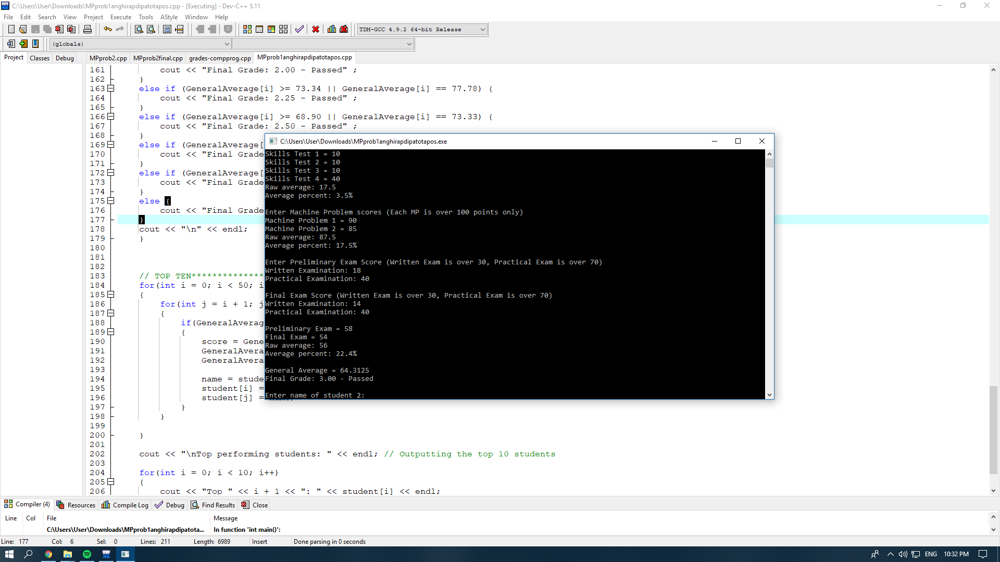 C:\Users\User\Downloads\MPprob1anghirapdipatotapos.cpp - [Executing] - Dev-C++ 5.11
File Edit Search View Project Execute Tools AStyle Window Help
TDM-GCC 4.9.2 64-bit Release
(globals)
Project Classes Debug MPprob2.cpp MPprob2final.cpp grades-compprog.cpp MPprob1anghirapdipatotapos.cpp
161 cout << "Final Grade: 2.00 - Passed" ;
162 }
163 else if (GeneralAverage[i] >= 73.34 || GeneralAverage[i] == 77.78) {
164 cout << "Final Grade: 2.25 - Passed" ;
165 }
166 else if (GeneralAverage[i] >= 68.90 || GeneralAverage[i] == 73.33) {
167 cout << "Final Grade: 2.50 - Passed" ;
168 }
169 else if (GeneralAverage[
170 cout << "Final Grade
171 }
172 else if (GeneralAverage[
173 cout << "Final Grade
174 }
175 else {
176 cout << "Final Grade
177 }
178 cout << "\n" << endl;
179 }
180
181
182
183 // TOP TEN**************
184 for(int i = 0; i < 50; i
185 {
186 for(int j = i + 1; j
187 {
188 if(GeneralAverag
189 {
190 score = Gene
191 GeneralAvera
192 GeneralAvera
193
194 name = stude
195 student[i] =
196 student[j] =
197 }
198 }
199
200 }
201
202 cout << "\nTop performing students: " << endl; // Outputting the top 10 students
203
204 for(int i = 0; i < 10; i++)
205 {
206 cout << "Top " << i + 1 << ": " << student[i] << endl;
C:\Users\User\Downloads\MPprob1anghirapdipatotapos.exe
Skills Test 1 = 10
Skills Test 2 = 10
Skills Test 3 = 10
Skills Test 4 = 40
Raw average: 17.5
Average percent: 3.5%
Enter Machine Problem scores (Each MP is over 100 points only)
Machine Problem 1 = 90
Machine Problem 2 = 85
Raw average: 87.5
Average percent: 17.5%
Enter Preliminary Exam Score (Written Exam is over 30, Practical Exam is over 70)
Written Examination: 18
Practical Examination: 40
Final Exam Score (Written Exam is over 30, Practical Exam is over 70)
Written Examination: 14
Practical Examination: 40
Preliminary Exam = 58
Final Exam = 54
Raw average: 56
Average percent: 22.4%
General Average = 64.3125
Final Grade: 3.00 - Passed
Enter name of student 2:
Compiler (4) Resources Compile Log Debug Find Results Close
Line Col File Message
C:\Users\User\Downloads\MPprob1anghirapdipatota... In function 'int main()':
Line: 177 Col: 6 Sel: 0 Lines: 211 Length: 6989 Insert Done parsing in 0 seconds
ENG 10:32 PM